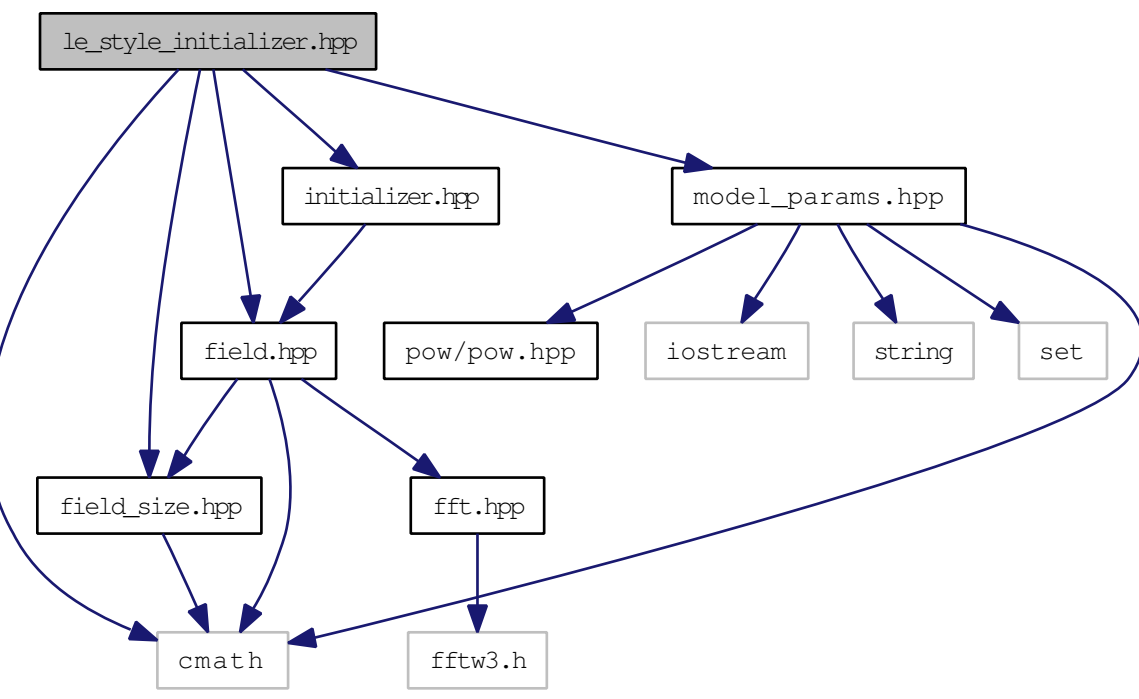 le_style_initializer.hpp
initializer.hpp
model_params.hpp
field.hpp
pow/pow.hpp
iostream
string
set
field_size.hpp
fft.hpp
cmath
fftw3.h